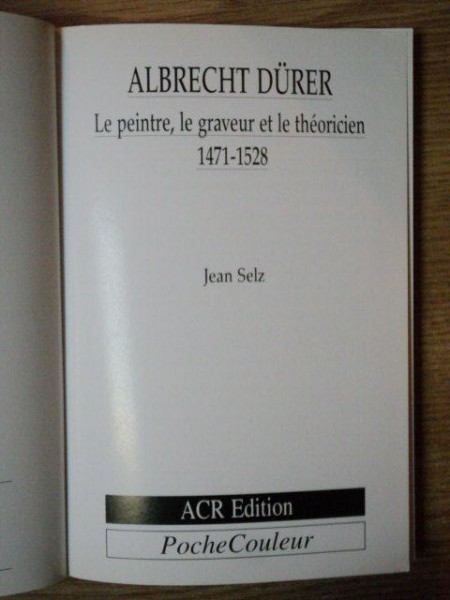 ALBRECHT DÜRER
Le peintre, le graveur et le théoricien
1471-1528
Jean Selz
ACR Edition
PocheCouleur